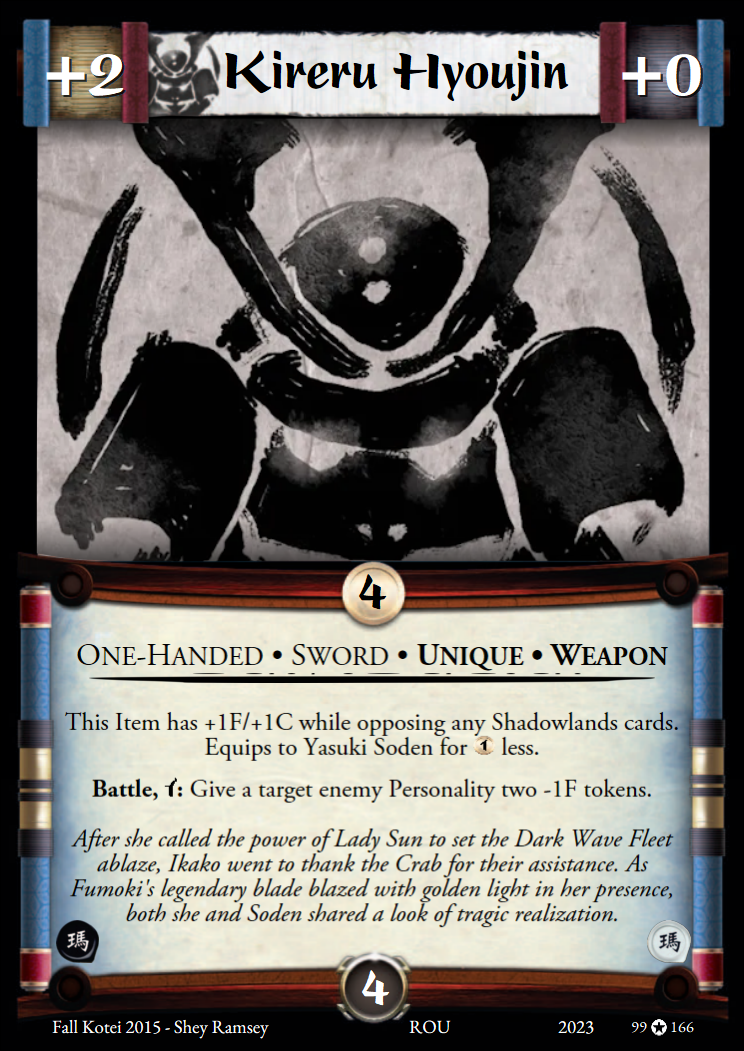 +2
Kireru Hyoujin
+0
4
ONE-HANDED • SWORD • UNIQUE • WEAPON
This Item has +1F/+1C while opposing any Shadowlands cards.
Equips to Yasuki Soden for 1 less.
Battle, : Give a target enemy Personality two -1F tokens.
After she called the power of Lady Sun to set the Dark Wave Fleet
ablaze, Ikako went to thank the Crab for their assistance. As
Fumoki's legendary blade blazed with golden light in her presence,
both she and Soden shared a look of tragic realization.
瑪
瑪
4
Fall Kotei 2015 - Shey Ramsey
ROU
2023
99 ✪ 166